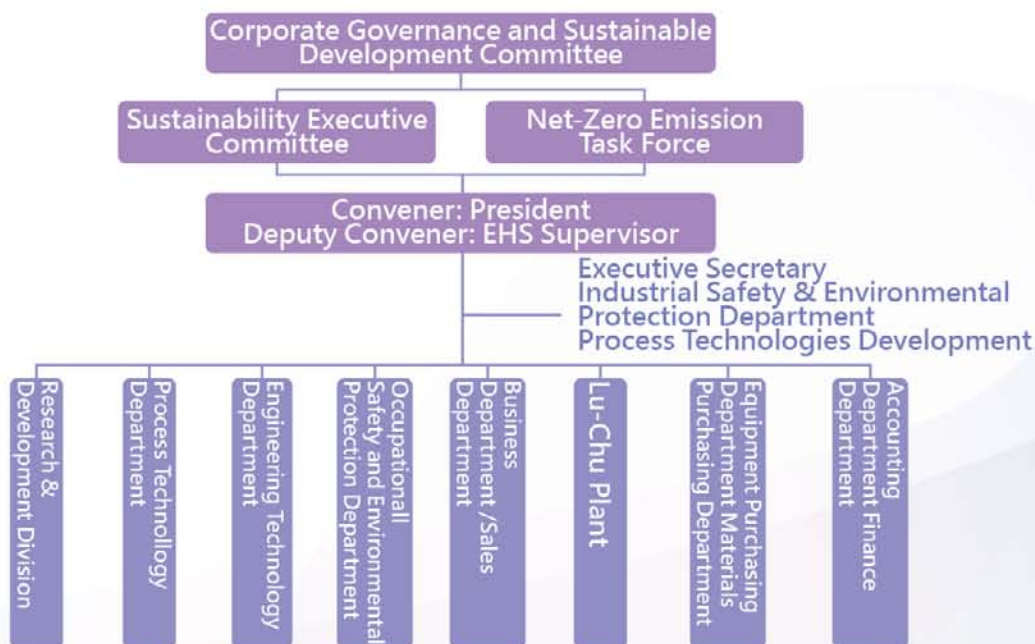 Corporate Governance and Sustainable
Development Committee
Sustainability Executive
Committee
Net-Zero Emission
Task Force
Convener: President
Deputy Convener: EHS Supervisor
Executive Secretary
Industrial Safety & Environmental
Protection Department
Process Technologies Development
Research &
Development Division
Process Technollogy
Department
Engineering Technology
Department
Occupationall
Safety and Environmental
Protection Department
Business
Department /Sales
Department
Lu-Chu Plant
Equipment Purchasing
Department Materials
Purchasing Department
Accounting
Department Finance
Department